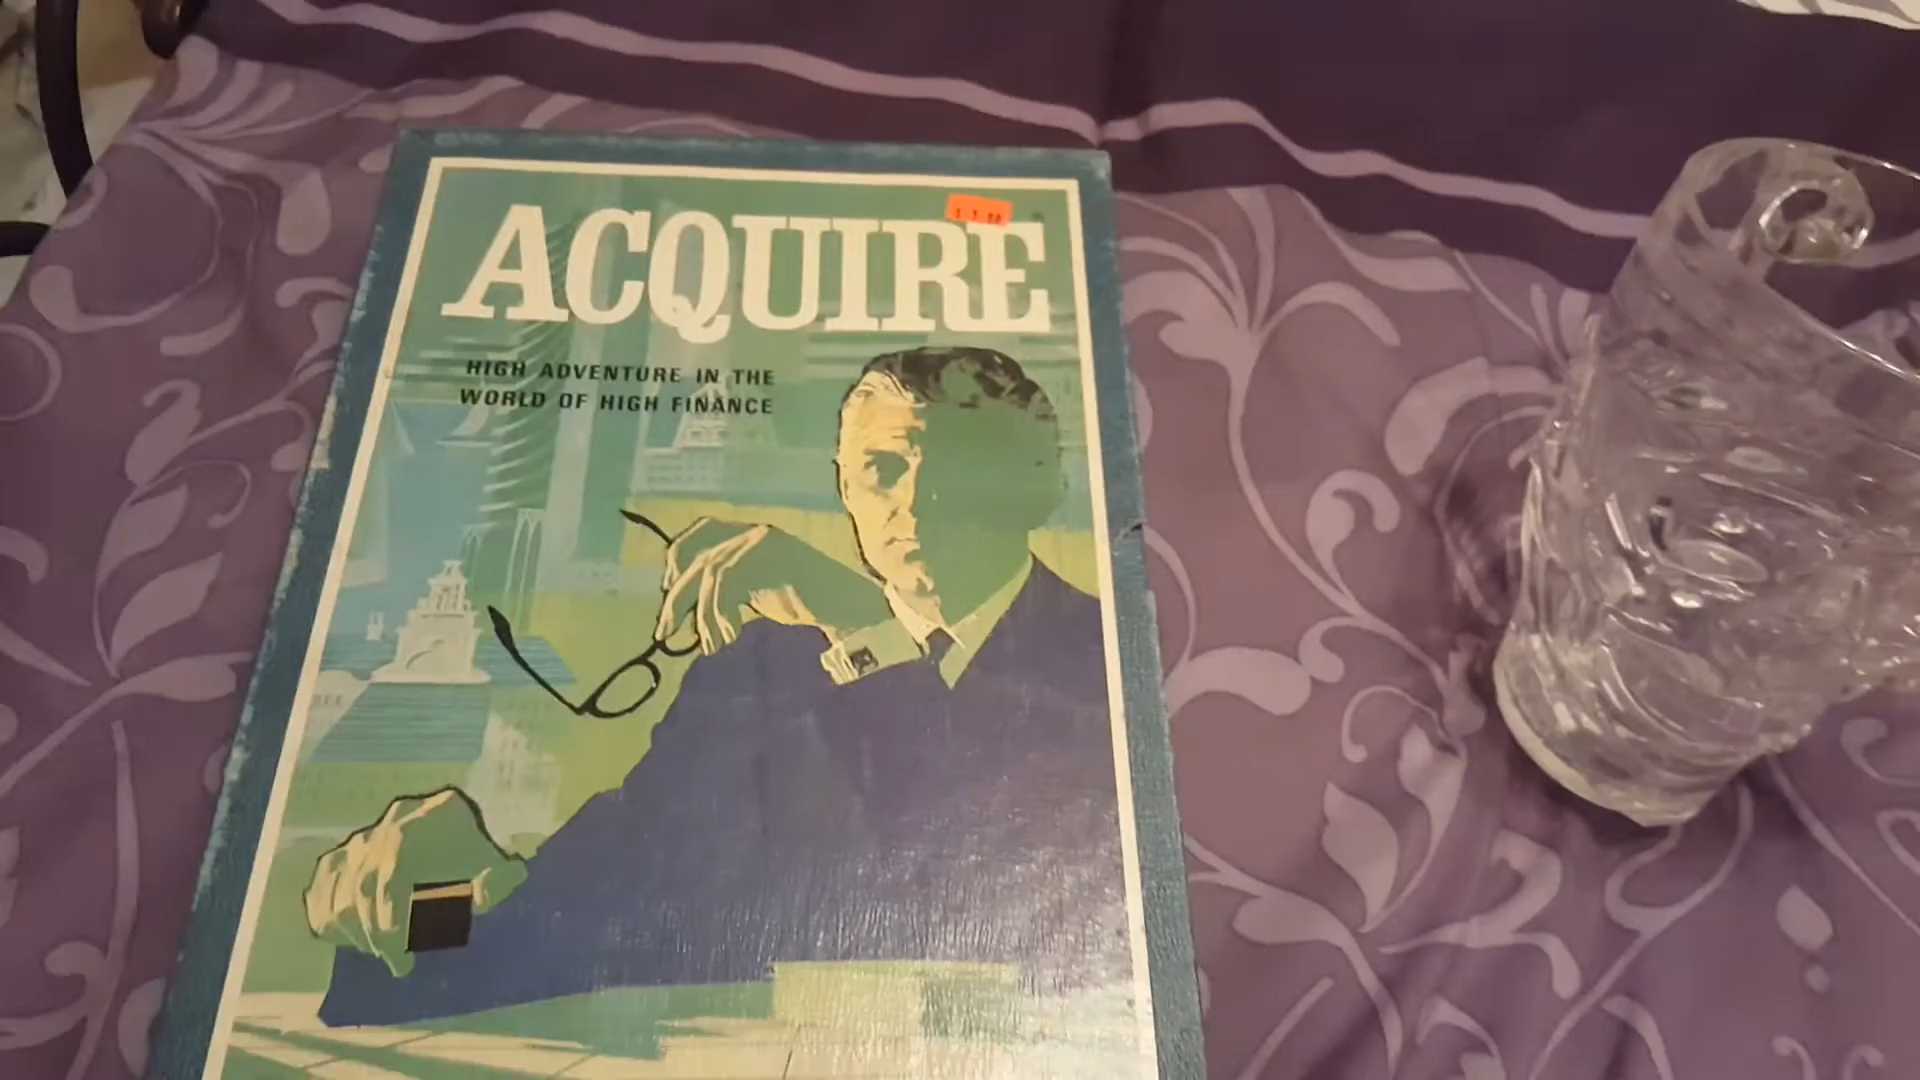 ACQUIRE
HIGH ADVENTURE IN THE
WORLD OF HIGH FINANCE